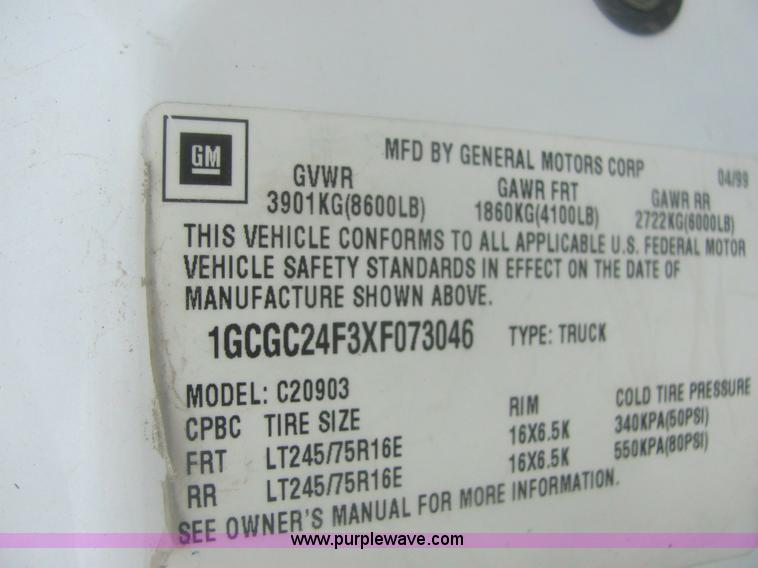 GM
MFD BY GENERAL MOTORS CORP 04/99
GVWR GAWR FRT GAWR RR
3901KG(8600LB) 1860KG(4100LB) 2722KG(6000LB)
THIS VEHICLE CONFORMS TO ALL APPLICABLE U.S. FEDERAL MOTOR
VEHICLE SAFETY STANDARDS IN EFFECT ON THE DATE OF
MANUFACTURE SHOWN ABOVE.
1GCGC24F3XF073046 TYPE: TRUCK
MODEL: C20903
CPBC TIRE SIZE RIM COLD TIRE PRESSURE
FRT LT245/75R16E 16X6.5K 340KPA(50PSI)
RR LT245/75R16E 16X6.5K 550KPA(80PSI)
SEE OWNER'S MANUAL FOR MORE INFORMATION.
www.purplewave.com